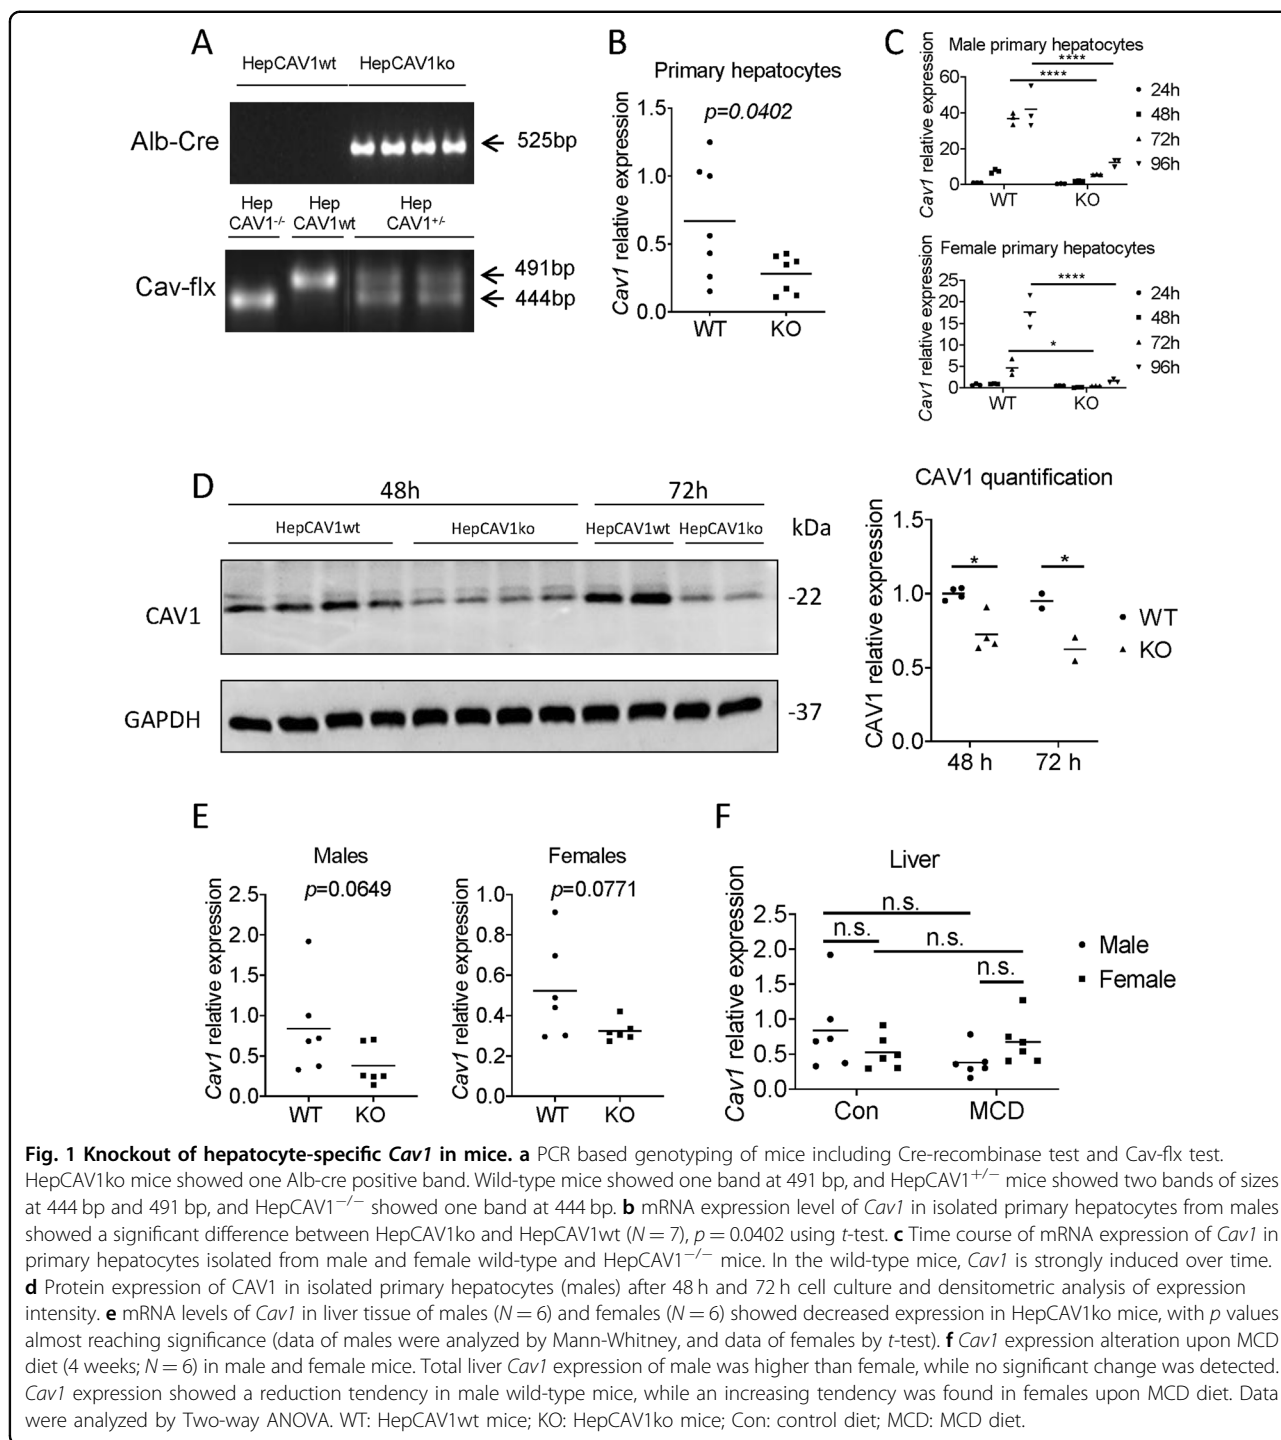 A
HepCAV1wt HepCAV1ko
Alb-Cre
525bp
Hep CAV1-/-
Hep CAV1wt
Hep CAV1+/-
Cav-flx
491bp
444bp
B
Primary hepatocytes
p=0.0402
Cav1 relative expression
1.5
1.0
0.5
0.0
WT KO
C
Male primary hepatocytes
****
****
Cav1 relative expression
60
40
20
0
WT KO
24h
48h
72h
96h
Female primary hepatocytes
****
*
Cav1 relative expression
25
20
15
10
5
0
WT KO
24h
48h
72h
96h
D
48h 72h
HepCAV1wt HepCAV1ko HepCAV1wt HepCAV1ko
kDa
CAV1
-22
GAPDH
-37
CAV1 quantification
CAV1 relative expression
1.5
1.0
0.5
0.0
* *
48 h 72 h
WT
KO
E
Males
p=0.0649
Cav1 relative expression
2.5
2.0
1.5
1.0
0.5
0.0
WT KO
Females
p=0.0771
Cav1 relative expression
1.0
0.8
0.6
0.4
0.2
0.0
WT KO
F
Liver
Cav1 relative expression
2.5
2.0
1.5
1.0
0.5
0.0
n.s.
n.s.
n.s.
n.s.
Con MCD
Male
Female
Fig. 1 Knockout of hepatocyte-specific Cav1 in mice. a PCR based genotyping of mice including Cre-recombinase test and Cav-flx test.
HepCAV1ko mice showed one Alb-cre positive band. Wild-type mice showed one band at 491 bp, and HepCAV1+/− mice showed two bands of sizes
at 444 bp and 491 bp, and HepCAV1−/− showed one band at 444 bp. b mRNA expression level of Cav1 in isolated primary hepatocytes from males
showed a significant difference between HepCAV1ko and HepCAV1wt (N = 7), p = 0.0402 using t-test. c Time course of mRNA expression of Cav1 in
primary hepatocytes isolated from male and female wild-type and HepCAV1−/− mice. In the wild-type mice, Cav1 is strongly induced over time.
d Protein expression of CAV1 in isolated primary hepatocytes (males) after 48 h and 72 h cell culture and densitometric analysis of expression
intensity. e mRNA levels of Cav1 in liver tissue of males (N = 6) and females (N = 6) showed decreased expression in HepCAV1ko mice, with p values
almost reaching significance (data of males were analyzed by Mann-Whitney, and data of females by t-test). f Cav1 expression alteration upon MCD
diet (4 weeks; N = 6) in male and female mice. Total liver Cav1 expression of male was higher than female, while no significant change was detected.
Cav1 expression showed a reduction tendency in male wild-type mice, while an increasing tendency was found in females upon MCD diet. Data
were analyzed by Two-way ANOVA. WT: HepCAV1wt mice; KO: HepCAV1ko mice; Con: control diet; MCD: MCD diet.